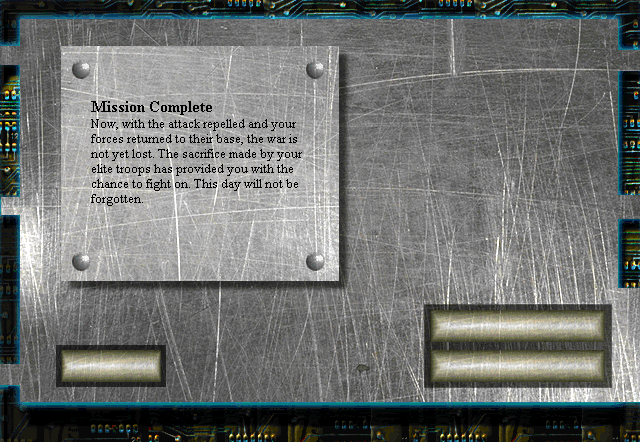 Mission Complete
Now, with the attack repelled and your
forces returned to their base, the war is
not yet lost. The sacrifice made by your
elite troops has provided you with the
chance to fight on. This day will not be
forgotten.